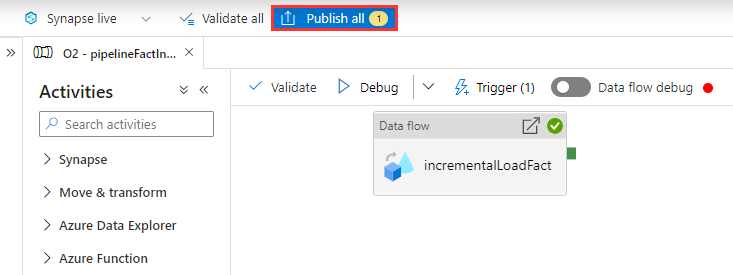 Synapse live Validate all Publish all 1
O2 - pipelineFactIn...
Activities
Validate Debug Trigger (1) Data flow debug
Search activities
Data flow
Synapse
incrementalLoadFact
Move & transform
Azure Data Explorer
Azure Function